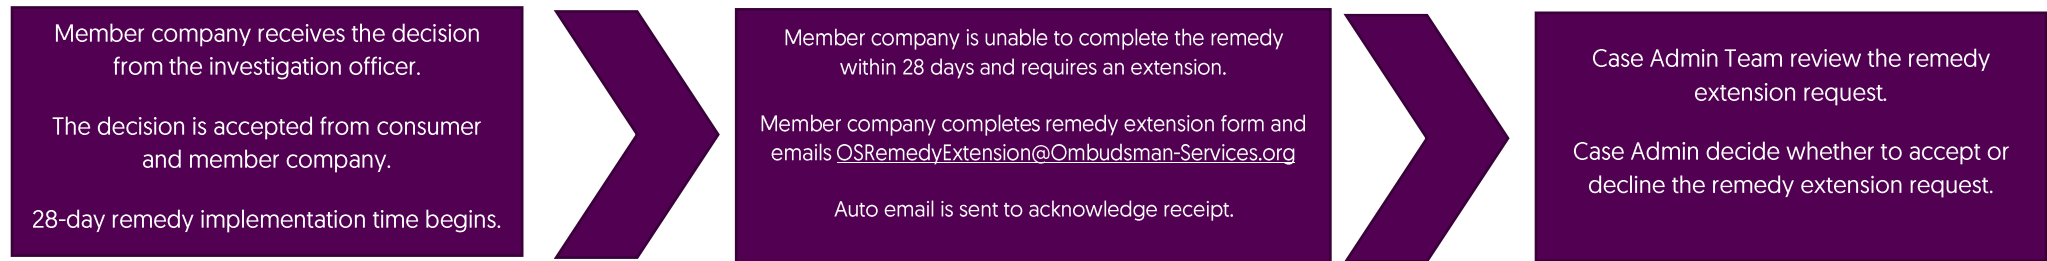 Member company receives the decision
from the investigation officer.
The decision is accepted from consumer
and member company.
28-day remedy implementation time begins.
Member company is unable to complete the remedy
within 28 days and requires an extension.
Member company completes remedy extension form and
emails OSRemedyExtension@Ombudsman-Services.org
Auto email is sent to acknowledge receipt.
Case Admin Team review the remedy
extension request.
Case Admin decide whether to accept or
decline the remedy extension request.